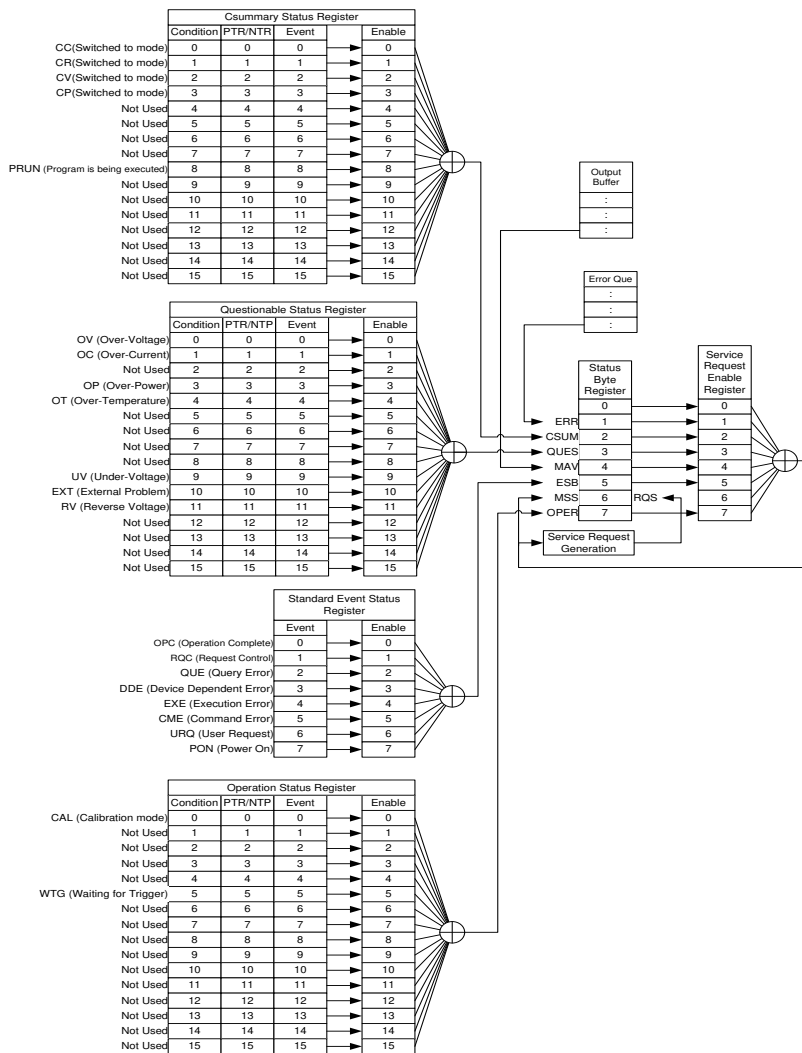 Csummary Status Register
Condition PTR/NTR Event Enable
CC(Switched to mode) 0 0 0 0
CR(Switched to mode) 1 1 1 1
CV(Switched to mode) 2 2 2 2
CP(Switched to mode) 3 3 3 3
Not Used 4 4 4 4
Not Used 5 5 5 5
Not Used 6 6 6 6
Not Used 7 7 7 7
PRUN (Program is being executed) 8 8 8 8
Not Used 9 9 9 9
Not Used 10 10 10 10
Not Used 11 11 11 11
Not Used 12 12 12 12
Not Used 13 13 13 13
Not Used 14 14 14 14
Not Used 15 15 15 15
Output
Buffer
:
:
:
Error Que
:
:
:
Questionable Status Register
Condition PTR/NTP Event Enable
OV (Over-Voltage) 0 0 0 0
OC (Over-Current) 1 1 1 1
Not Used 2 2 2 2
OP (Over-Power) 3 3 3 3
OT (Over-Temperature) 4 4 4 4
Not Used 5 5 5 5
Not Used 6 6 6 6
Not Used 7 7 7 7
Not Used 8 8 8 8
UV (Under-Voltage) 9 9 9 9
EXT (External Problem) 10 10 10 10
RV (Reverse Voltage) 11 11 11 11
Not Used 12 12 12 12
Not Used 13 13 13 13
Not Used 14 14 14 14
Not Used 15 15 15 15
Status
Byte
Register
Service
Request
Enable
Register
0 0
ERR 1 1
CSUM 2 2
QUES 3 3
MAV 4 4
ESB 5 5
MSS 6 RQS 6
OPER 7 7
Service Request
Generation
Standard Event Status
Register
Event Enable
OPC (Operation Complete) 0 0
RQC (Request Control) 1 1
QUE (Query Error) 2 2
DDE (Device Dependent Error) 3 3
EXE (Execution Error) 4 4
CME (Command Error) 5 5
URQ (User Request) 6 6
PON (Power On) 7 7
Operation Status Register
Condition PTR/NTP Event Enable
CAL (Calibration mode) 0 0 0 0
Not Used 1 1 1 1
Not Used 2 2 2 2
Not Used 3 3 3 3
Not Used 4 4 4 4
WTG (Waiting for Trigger) 5 5 5 5
Not Used 6 6 6 6
Not Used 7 7 7 7
Not Used 8 8 8 8
Not Used 9 9 9 9
Not Used 10 10 10 10
Not Used 11 11 11 11
Not Used 12 12 12 12
Not Used 13 13 13 13
Not Used 14 14 14 14
Not Used 15 15 15 15